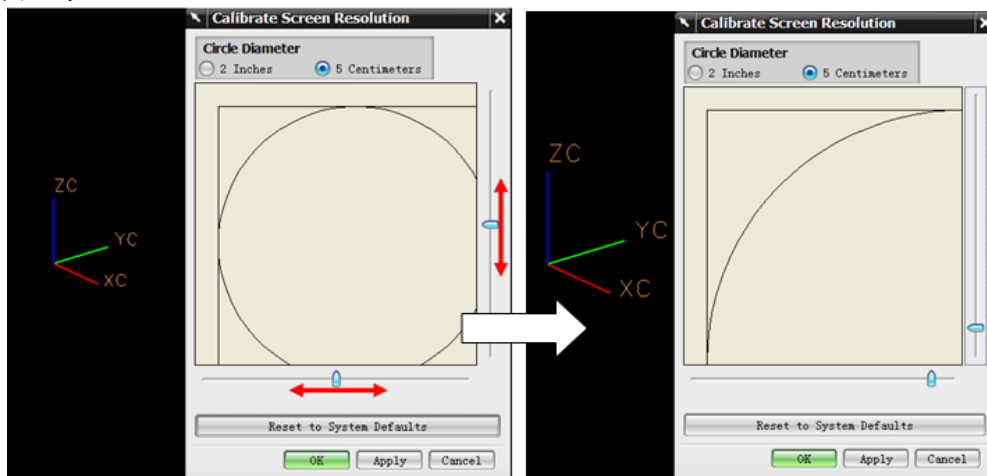 Calibrate Screen Resolution
Circle Diameter
2 Inches 5 Centimeters
ZC
YC
XC
Reset to System Defaults
OK Apply Cancel
Calibrate Screen Resolution
Circle Diameter
2 Inches 5 Centimeters
ZC
YC
XC
Reset to System Defaults
OK Apply Cancel